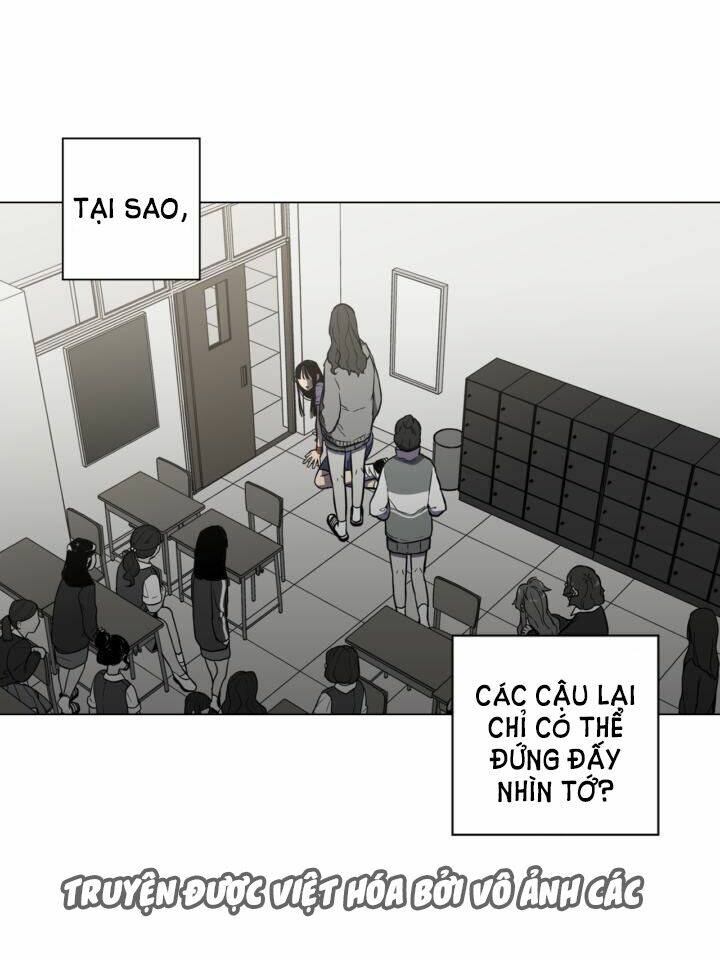 TẠI SAO,
CÁC CẬU LẠI
CHỈ CÓ THỂ
ĐỨNG ĐẤY
NHÌN TỚ?
TRUYỆN ĐƯỢC VIỆT HÓA BỞI VÔ ẢNH CÁC